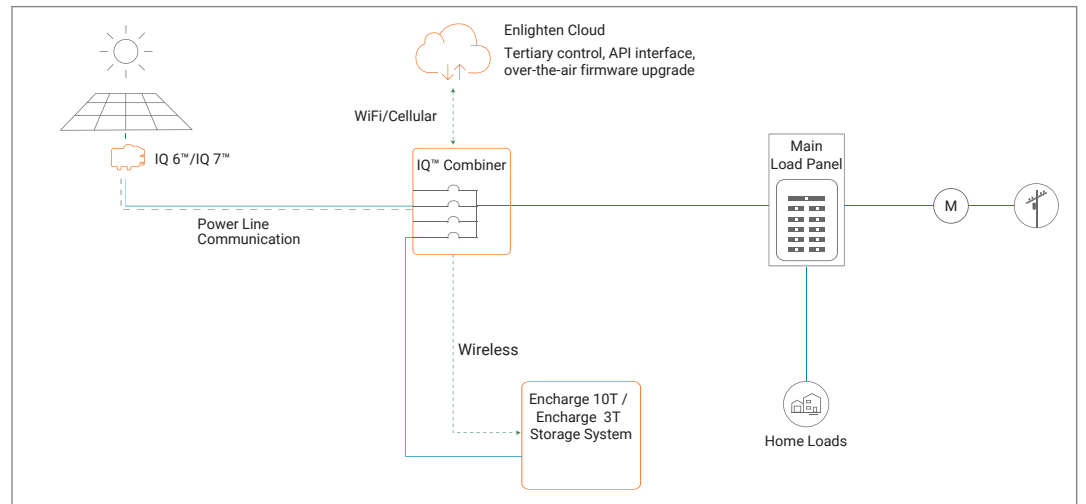 Enlighten Cloud
Tertiary control, API interface,
over-the-air firmware upgrade
WiFi/Cellular
IQ 6™/IQ 7™
IQ™ Combiner
Main
Load Panel
M
Power Line
Communication
Wireless
Encharge 10T /
Encharge 3T
Storage System
Home Loads